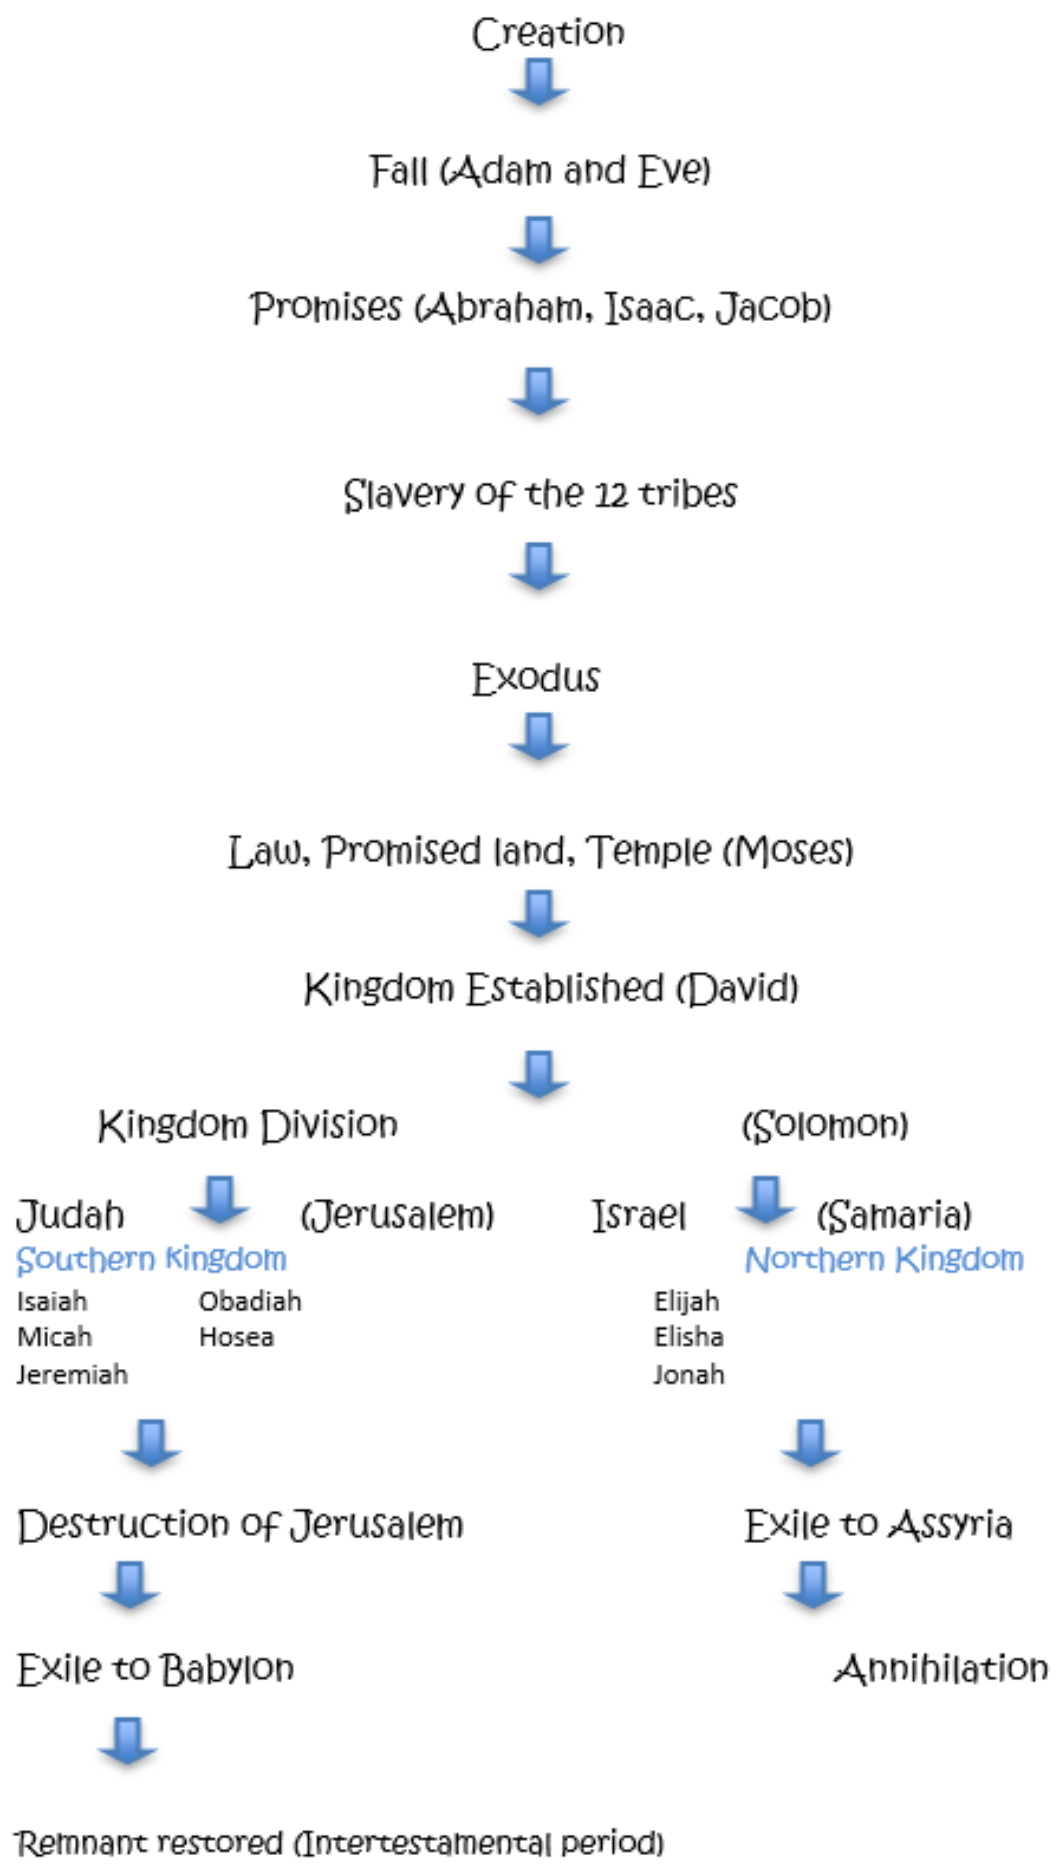 Creation
Fall (Adam and Eve)
Promises (Abraham, Isaac, Jacob)
Slavery of the 12 tribes
Exodus
Law, Promised land, Temple (Moses)
Kingdom Established (David)
Kingdom Division (Solomon)
Judah (Jerusalem) Israel (Samaria)
Southern kingdom Northern Kingdom
Isaiah Obadiah Elijah
Micah Hosea Elisha
Jeremiah Jonah
Destruction of Jerusalem Exile to Assyria
Exile to Babylon Annihilation
Remnant restored (Intertestamental period)